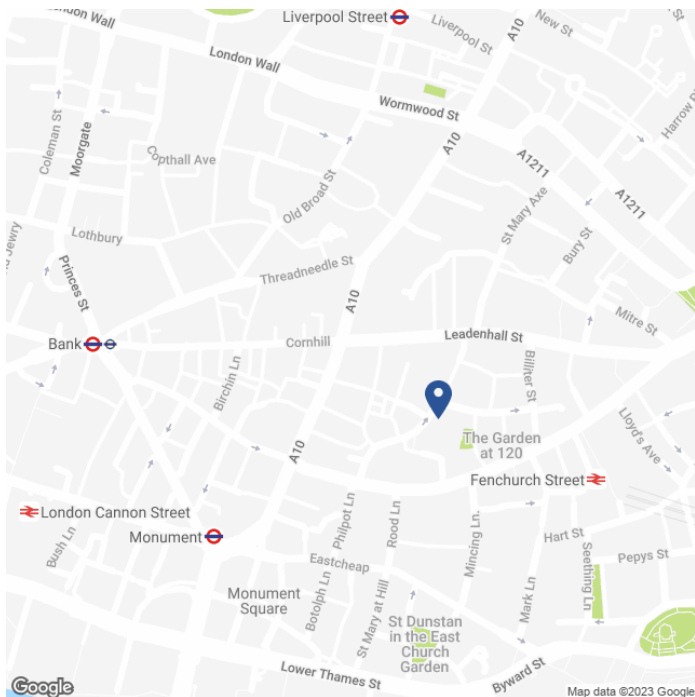 London Wall
Liverpool Street
Liverpool St
A10
New St
London Wall
Wormwood St
Harrow Pl
Coleman St
Moorgate
Copthall Ave
A10
A1211
A1211
Old Broad St
St Mary Axe
Bury St
Lothbury
Jewry
Princes St
Threadneedle St
A10
Mitre St
Bank
Cornhill
Leadenhall St
Birchin Ln
Billiter St
Lloyd's Ave
A10
The Garden
at 120
Fenchurch Street
London Cannon Street
Monument
Bush Ln
Philpot Ln
Rood Ln
Mincing Ln.
Hart St
Pepys St
Seething Ln
Eastcheap
Monument
Square
Botolph Ln
St Mary at Hill
Mark Ln
St Dunstan
in the East
Church
Garden
Lower Thames St
Byward St
Google
Map data ©2023 Google